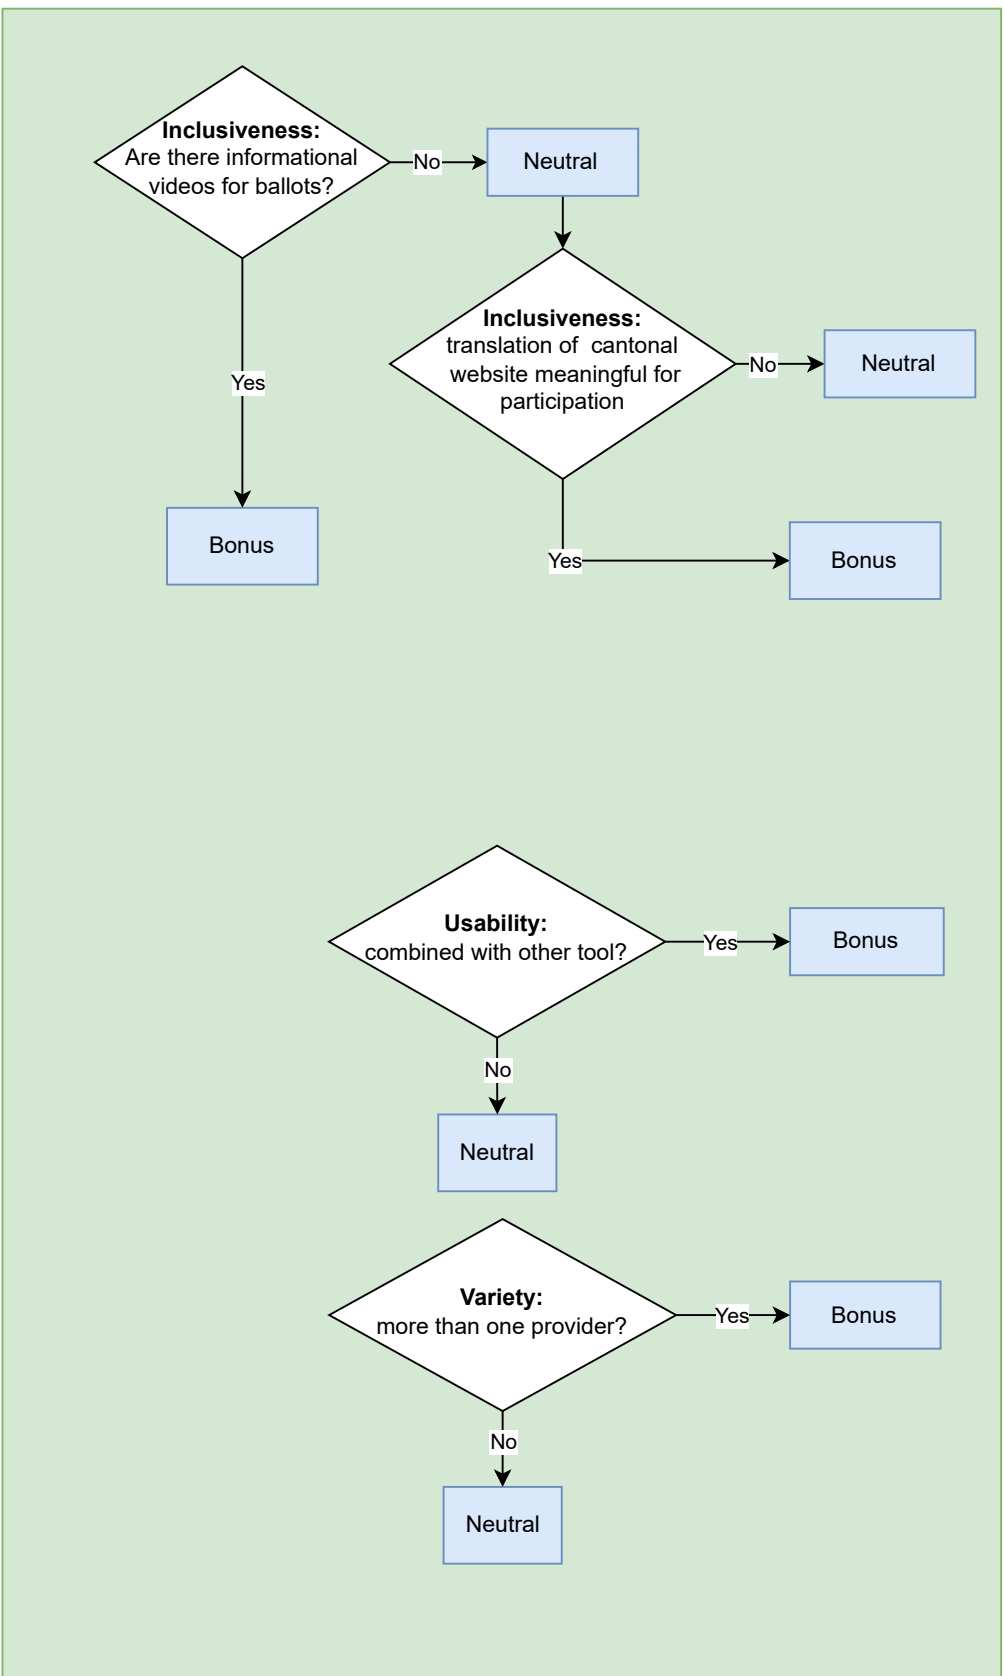 Inclusiveness:
Are there informational
videos for ballots?
No
Neutral
Yes
Bonus
Inclusiveness:
translation of cantonal
website meaningful for
participation
No
Neutral
Yes
Bonus
Usability:
combined with other tool?
Yes
Bonus
No
Neutral
Variety:
more than one provider?
Yes
Bonus
No
Neutral